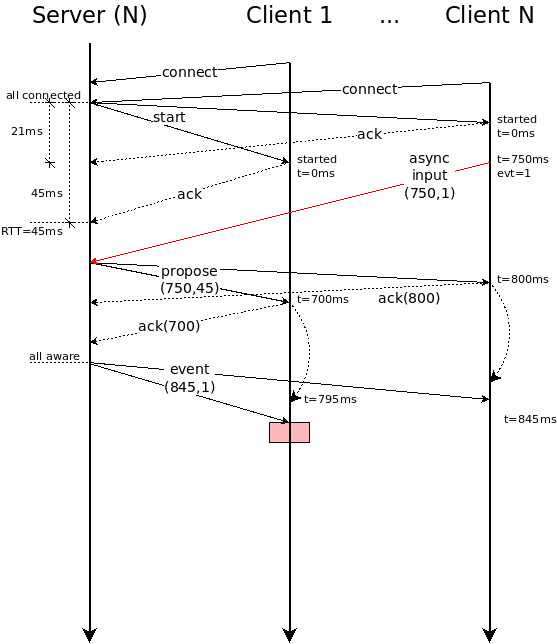 Server (N)
Client 1
...
Client N
connect
connect
all connected
start
started
t=0ms
21ms
ack
async
input
(750,1)
started
t=0ms
t=750ms
evt=1
45ms
ack
RTT=45ms
propose
(750,45)
t=800ms
t=700ms
ack(800)
ack(700)
all aware
event
(845,1)
t=795ms
t=845ms